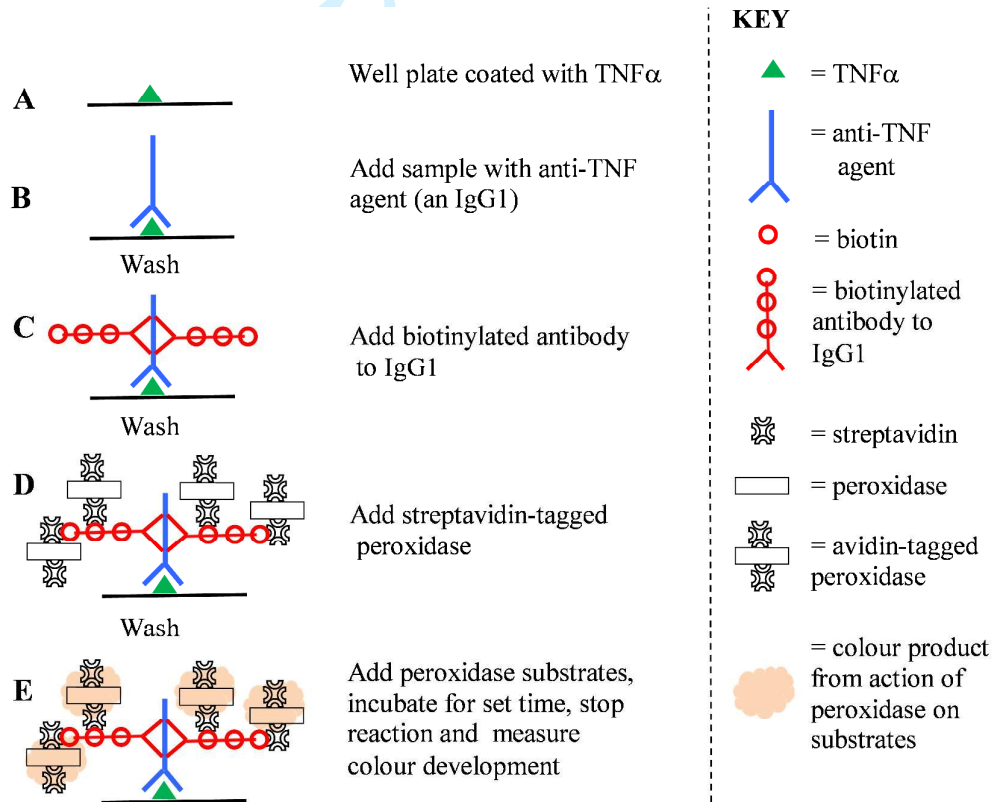 A
Well plate coated with TNFα
B
Add sample with anti-TNF
agent (an IgG1)
Wash
C
Add biotinylated antibody
to IgG1
Wash
D
Add streptavidin-tagged
peroxidase
Wash
E
Add peroxidase substrates,
incubate for set time, stop
reaction and measure
colour development
KEY
= TNFα
= anti-TNF
agent
= biotin
= biotinylated
antibody to
IgG1
= streptavidin
= peroxidase
= avidin-tagged
peroxidase
= colour product
from action of
peroxidase on
substrates